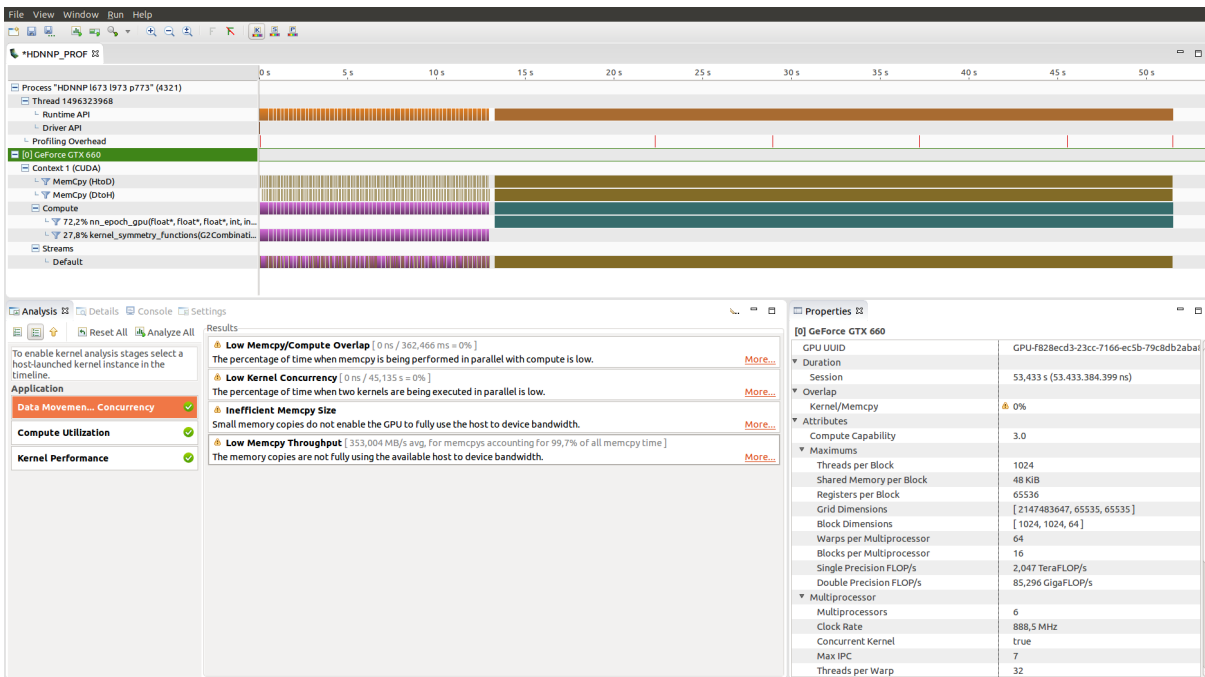 File View Window Run Help
*HDNNP_PROF
0 s 5 s 10 s 15 s 20 s 25 s 30 s 35 s 40 s 45 s 50 s
Process "HDNNP l673 l973 p773" (4321)
Thread 1496323968
Runtime API
Driver API
Profiling Overhead
[0] GeForce GTX 660
Context 1 (CUDA)
MemCpy (HtoD)
MemCpy (DtoH)
Compute
72,2% nn_epoch_gpu(float*, float*, float*, int, in...
27,8% kernel_symmetry_functions(G2Combinati...
Streams
Default
Analysis Details Console Settings
Reset All Analyze All
To enable kernel analysis stages select a
host-launched kernel instance in the
timeline.
Application
Data Movemen... Concurrency
Compute Utilization
Kernel Performance
Results
Low Memcpy/Compute Overlap [ 0 ns / 362,466 ms = 0% ]
The percentage of time when memcpy is being performed in parallel with compute is low. More...
Low Kernel Concurrency [ 0 ns / 45,135 s = 0% ]
The percentage of time when two kernels are being executed in parallel is low. More...
Inefficient Memcpy Size
Small memory copies do not enable the GPU to fully use the host to device bandwidth. More...
Low Memcpy Throughput [ 353,004 MB/s avg, for memcpys accounting for 99,7% of all memcpy time ]
The memory copies are not fully using the available host to device bandwidth. More...
Properties
[0] GeForce GTX 660
GPU UUID GPU-f828ecd3-23cc-7166-ec5b-79c8db2aba8
Duration
Session 53,433 s (53.433.384.399 ns)
Overlap
Kernel/Memcpy 0%
Attributes
Compute Capability 3.0
Maximums
Threads per Block 1024
Shared Memory per Block 48 KiB
Registers per Block 65536
Grid Dimensions [ 2147483647, 65535, 65535 ]
Block Dimensions [ 1024, 1024, 64 ]
Warps per Multiprocessor 64
Blocks per Multiprocessor 16
Single Precision FLOP/s 2,047 TeraFLOP/s
Double Precision FLOP/s 85,296 GigaFLOP/s
Multiprocessor
Multiprocessors 6
Clock Rate 888,5 MHz
Concurrent Kernel true
Max IPC 7
Threads per Warp 32